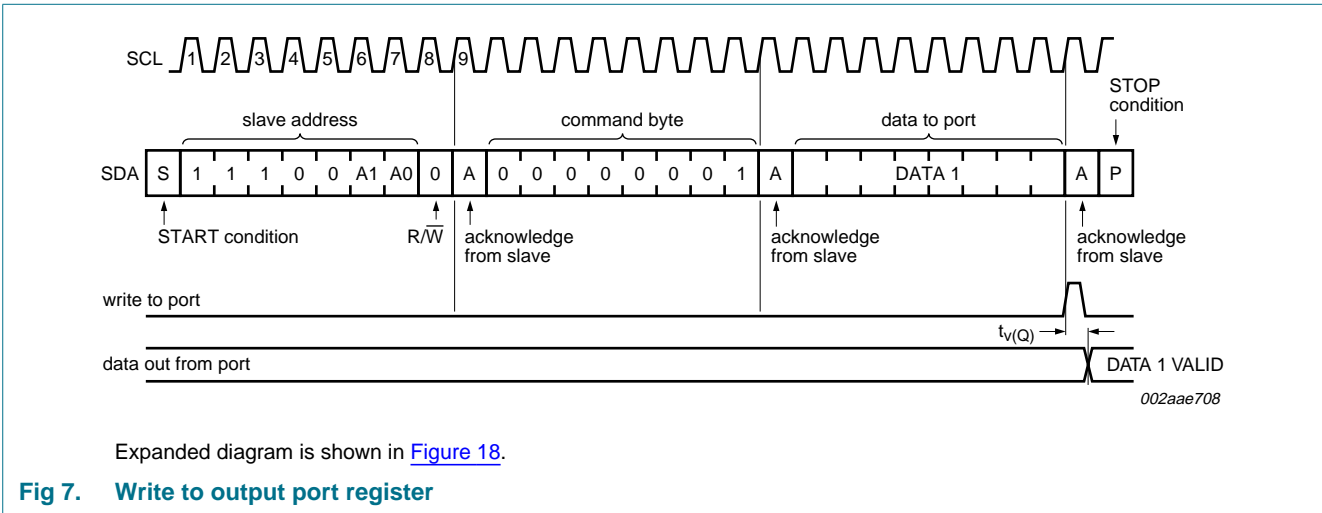 SCL 1 2 3 4 5 6 7 8 9
STOP
condition
slave address command byte data to port
SDA S 1 1 1 0 0 A1 A0 0 A 0 0 0 0 0 0 0 1 A DATA 1 A P
START condition R/W̅ acknowledge acknowledge acknowledge
from slave from slave from slave
write to port
tv(Q)
data out from port DATA 1 VALID
002aae708
Expanded diagram is shown in Figure 18.
Fig 7. Write to output port register